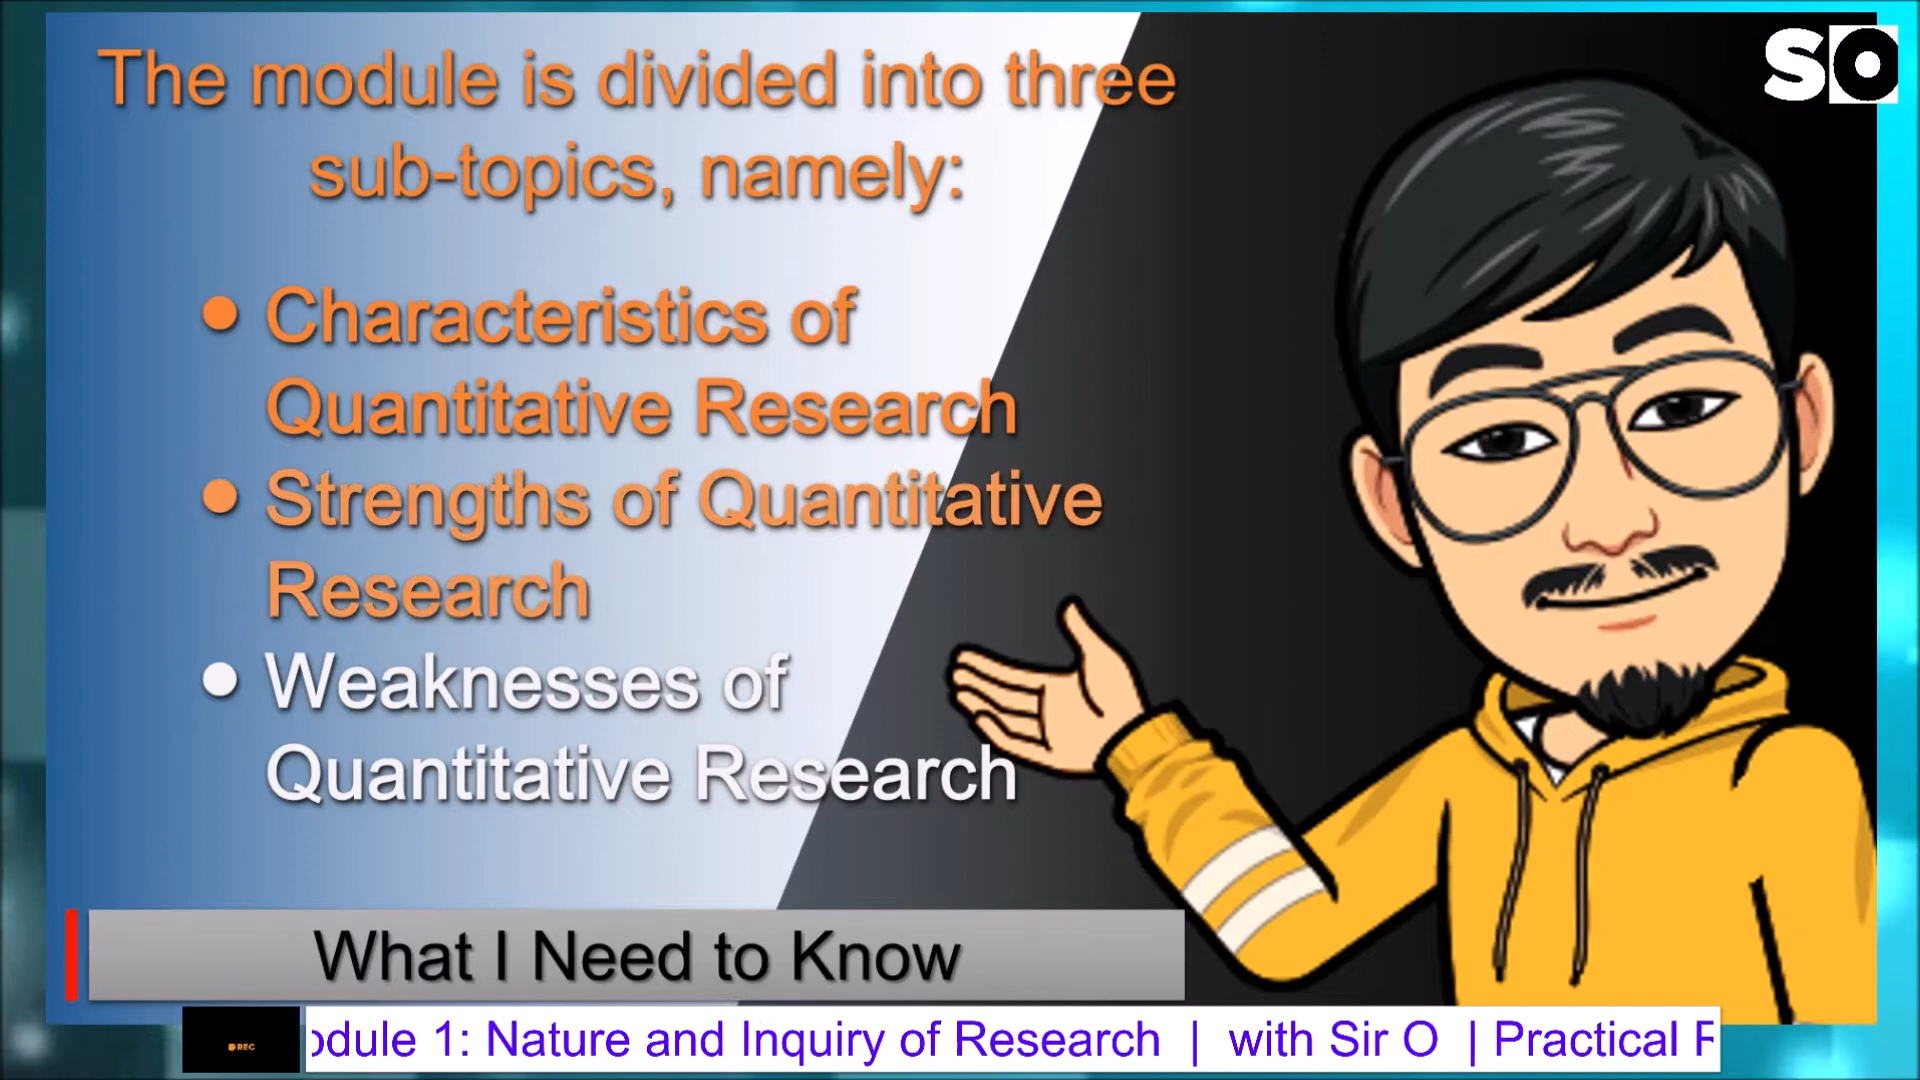 SO
The module is divided into three
sub-topics, namely:
• Characteristics of
Quantitative Research
• Strengths of Quantitative
Research
• Weaknesses of
Quantitative Research
What I Need to Know
REC
odule 1: Nature and Inquiry of Research | with Sir O | Practical